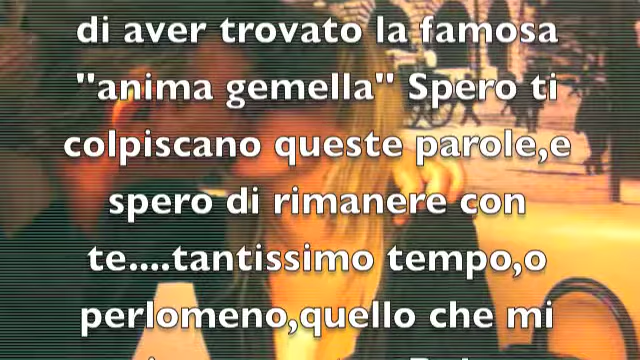 di aver trovato la famosa
"anima gemella" Spero ti
colpiscano queste parole,e
spero di rimanere con
te....tantissimo tempo,o
perlomeno,quello che mi